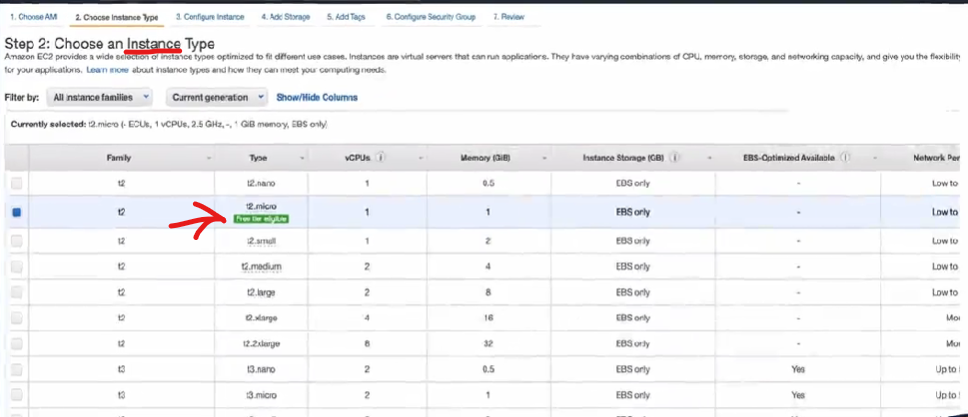 1. Choose AMI 2. Choose Instance Type 3. Configure Instance 4. Add Storage 5. Add Tags 6. Configure Security Group 7. Review
Step 2: Choose an Instance Type
Amazon EC2 provides a wide selection of instance types optimized to fit different use cases. Instances are virtual servers that can run applications. They have varying combinations of CPU, memory, storage, and networking capacity, and give you the flexibility
for your applications. Learn more about instance types and how they can meet your computing needs.
Filter by: All instance families Current generation Show/Hide Columns
Currently selected: t2.micro (- ECUs, 1 vCPUs, 2.5 GHz, -, 1 GiB memory, EBS only)
Family Type vCPUs Memory (GiB) Instance Storage (GB) EBS-Optimized Available Network Per
t2 t2.nano 1 0.5 EBS only - Low to
t2 t2.micro 1 1 EBS only - Low to
Free tier eligible
t2 t2.small 1 2 EBS only - Low to
t2 t2.medium 2 4 EBS only - Low to
t2 t2.large 2 8 EBS only - Low to
t2 t2.xlarge 4 16 EBS only - Mod
t2 t2.2xlarge 8 32 EBS only - Mod
t3 t3.nano 2 0.5 EBS only Yes Up to
t3 t3.micro 2 1 EBS only Yes Up to